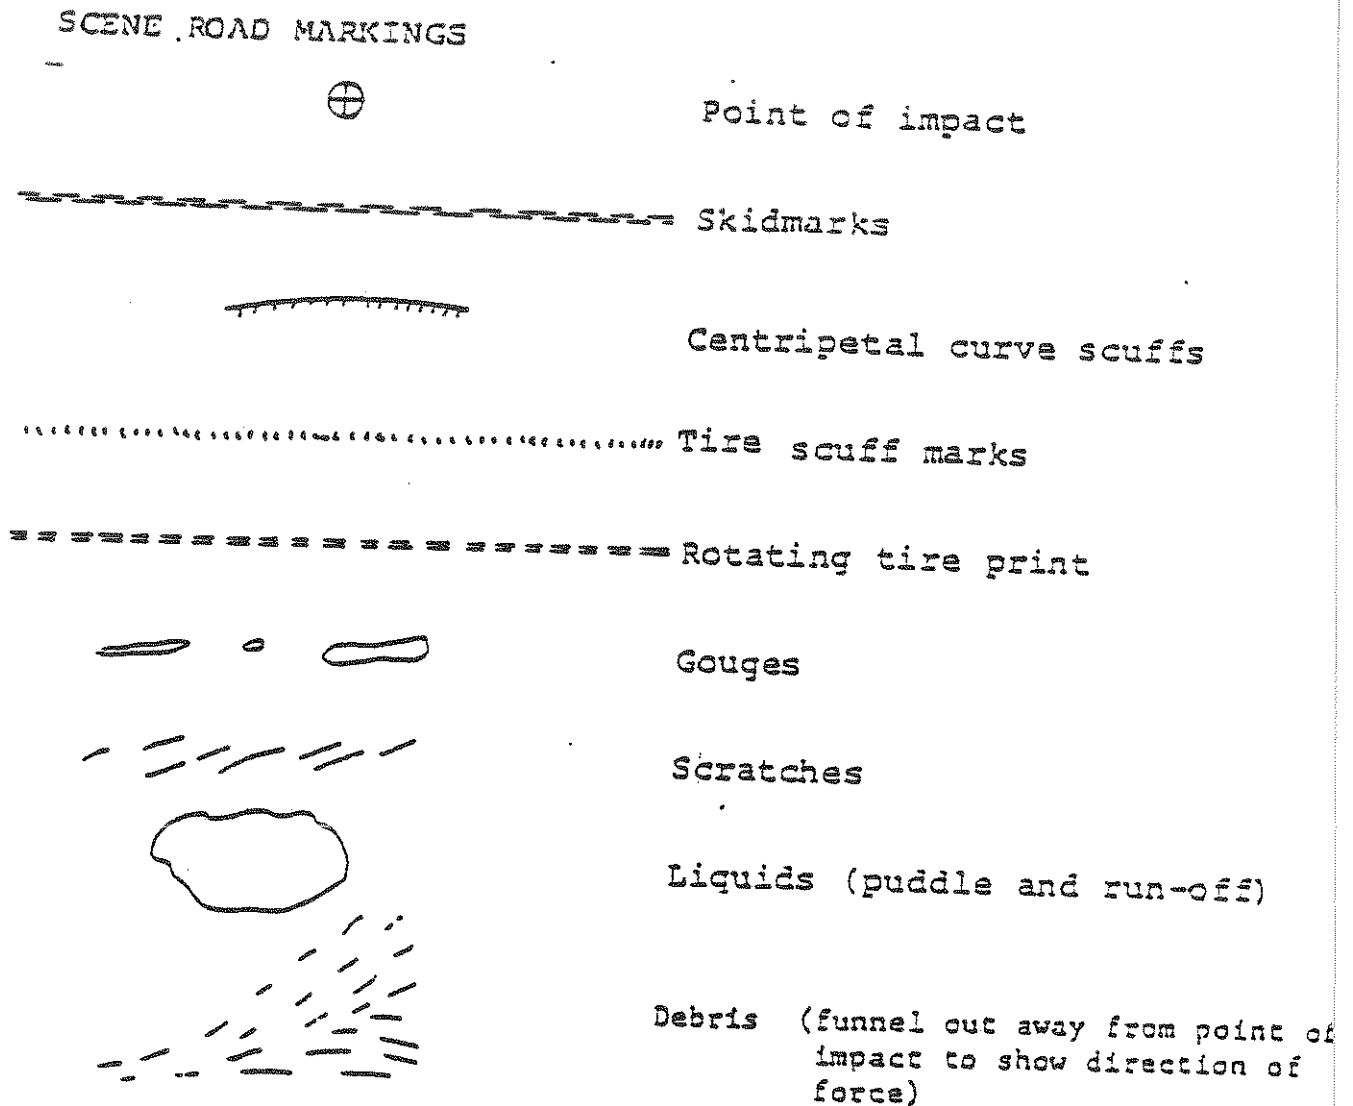 SCENE ROAD MARKINGS
Point of impact
Skidmarks
Centripetal curve scuffs
Tire scuff marks
Rotating tire print
Gouges
Scratches
Liquids (puddle and run-off)
Debris (funnel out away from point of
impact to show direction of
force)